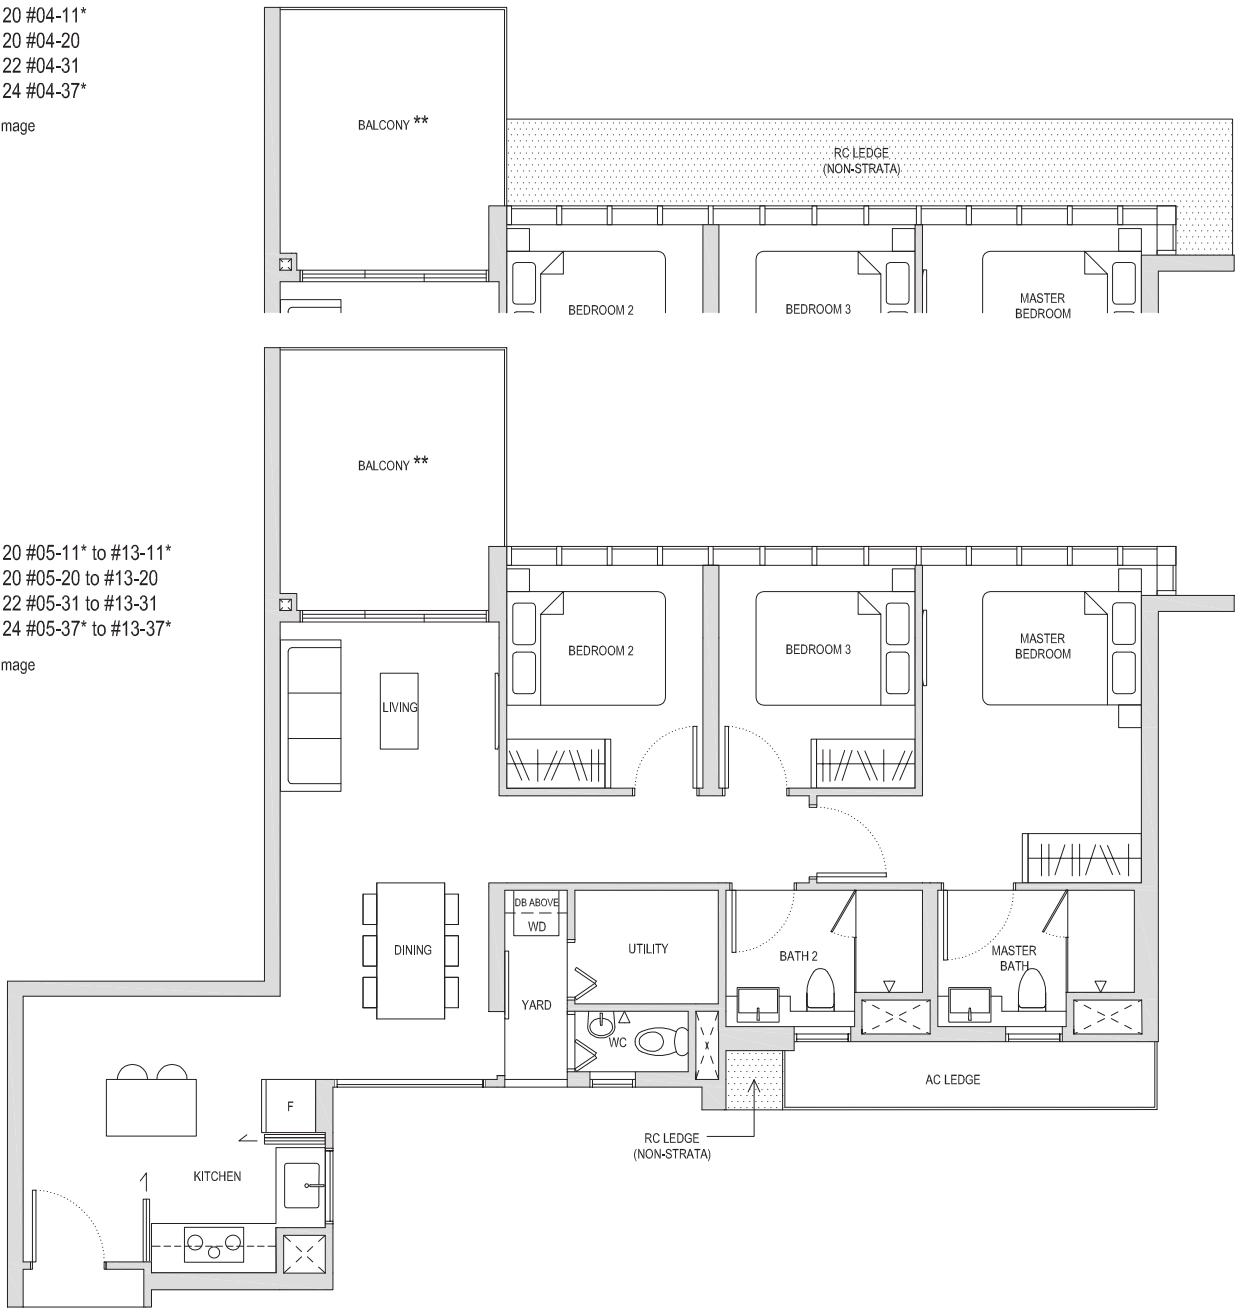 20 #04-11*
20 #04-20
22 #04-31
24 #04-37*
mage
BALCONY **
RC LEDGE
(NON-STRATA)
BEDROOM 2
BEDROOM 3
MASTER
BEDROOM
BALCONY **
20 #05-11* to #13-11*
20 #05-20 to #13-20
22 #05-31 to #13-31
24 #05-37* to #13-37*
mage
BEDROOM 2
BEDROOM 3
MASTER
BEDROOM
LIVING
DB ABOVE
WD
DINING
UTILITY
BATH 2
MASTER
BATH
YARD
WC
AC LEDGE
F
RC LEDGE
(NON-STRATA)
KITCHEN